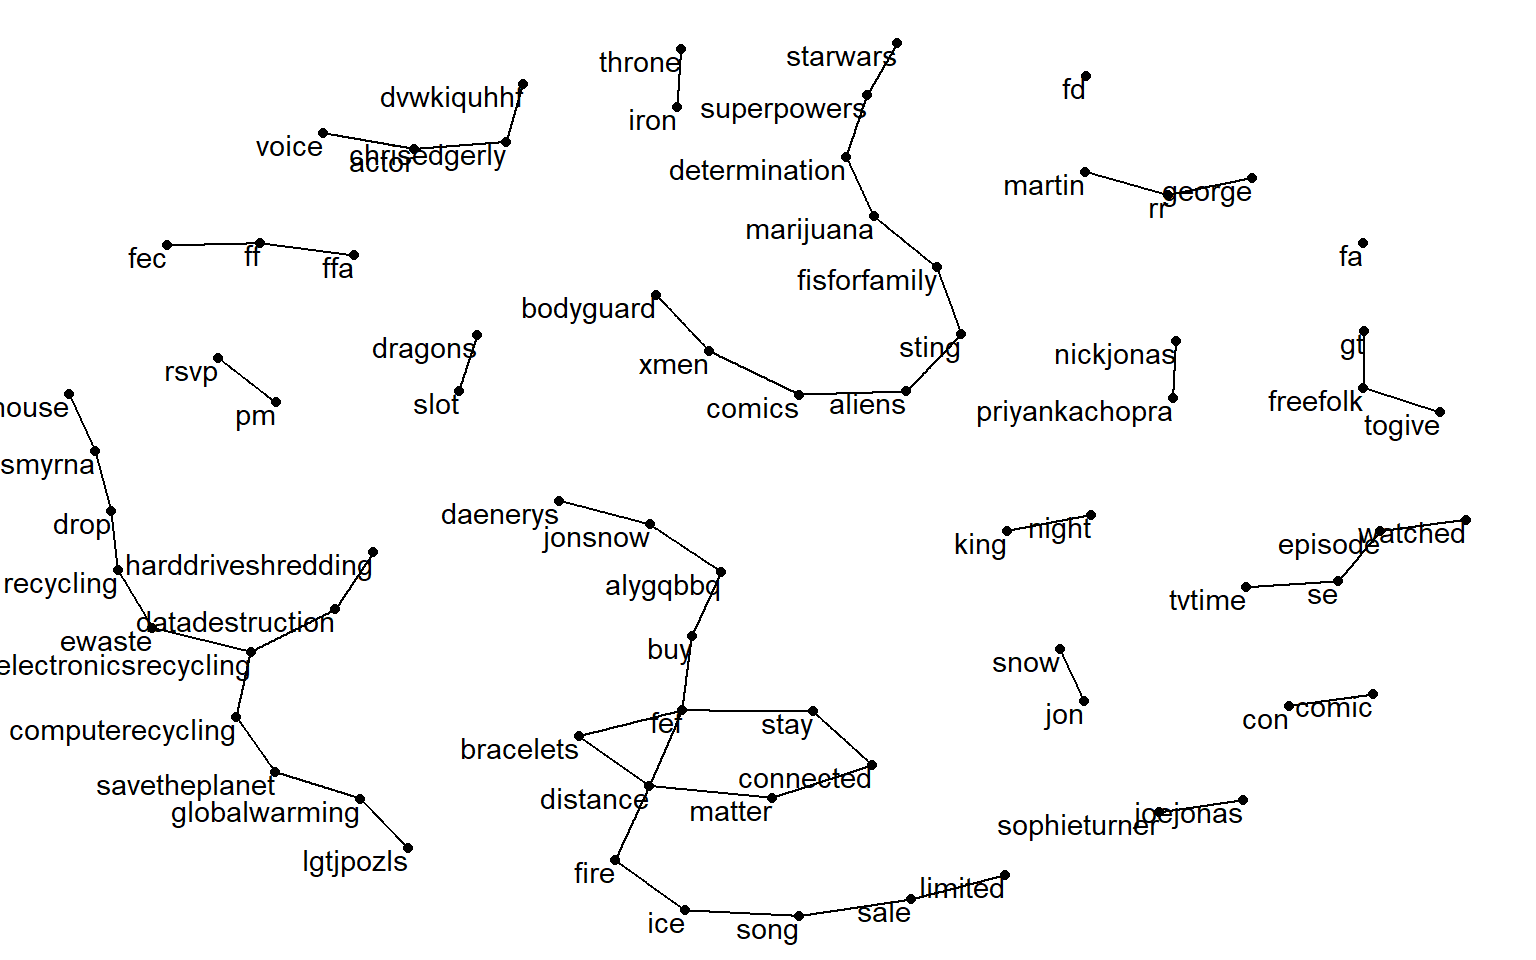 starwars
throne
superpowers
iron
fd
dvwkiquhhf
voice
chrisedgerly
actor
determination
martin
george
rr
marijuana
fec
ff
ffa
fa
fisforfamily
bodyguard
dragons
sting
nickjonas
gt
rsvp
xmen
slot
pm
comics
aliens
priyankachopra
freefolk
togive
house
smyrna
drop
daenerys
jonsnow
king
night
episode
watched
recycling
harddriveshredding
alygqbbq
tvtime
se
ewaste
datadestruction
buy
electronicsrecycling
snow
jon
computerecycling
fef
stay
con
comic
bracelets
connected
savetheplanet
distance
matter
globalwarming
sophieturner
joejonas
lgtjpozls
fire
limited
ice
song
sale